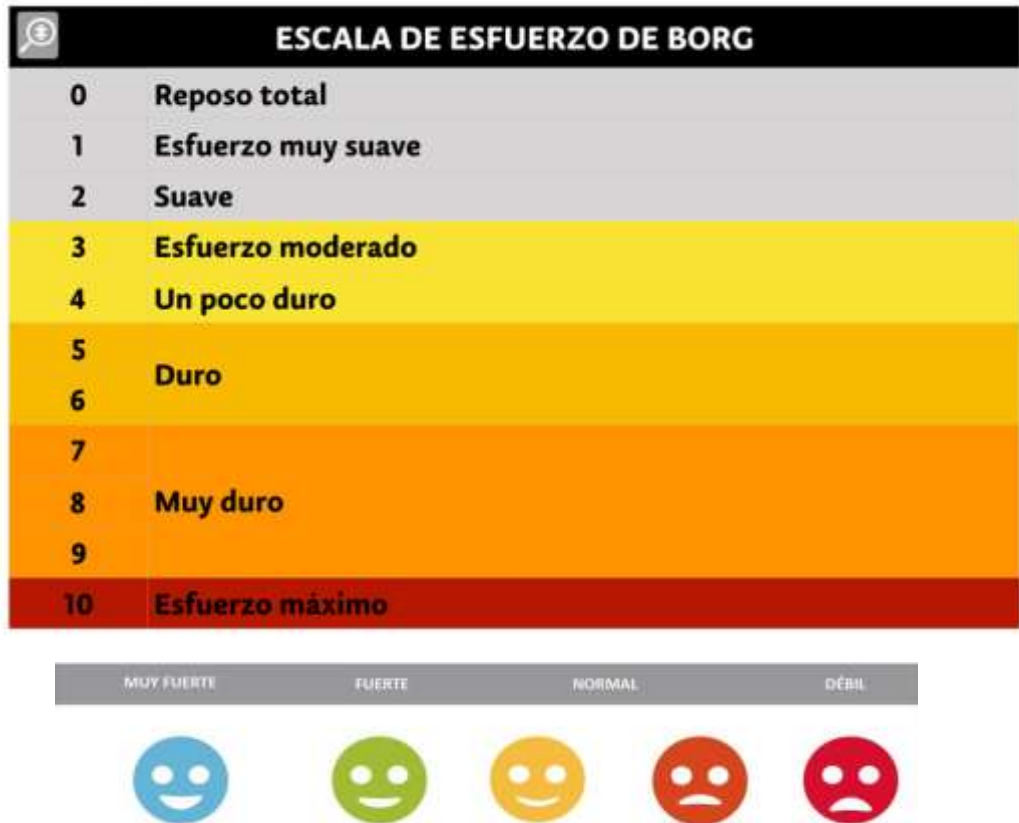 ESCALA DE ESFUERZO DE BORG
0 Reposo total
1 Esfuerzo muy suave
2 Suave
3 Esfuerzo moderado
4 Un poco duro
5
Duro
6
7
8 Muy duro
9
10 Esfuerzo máximo
MUY FUERTE FUERTE NORMAL DÉBIL